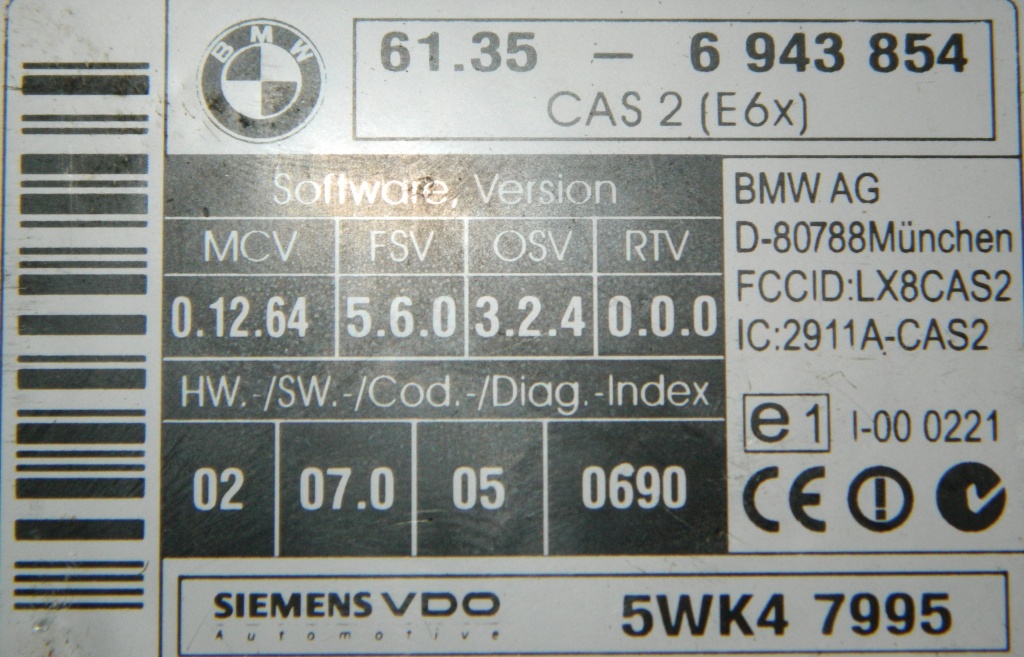 BMW
61.35 – 6 943 854
CAS 2 (E6x)
Software, Version
MCV FSV OSV RTV
0.12.64 5.6.0 3.2.4 0.0.0
HW.-/SW.-/Cod.-/Diag.-Index
02 07.0 05 0690
BMW AG
D-80788München
FCCID:LX8CAS2
IC:2911A-CAS2
e1 I-00 0221
CE
SIEMENS VDO
Automotive
5WK4 7995